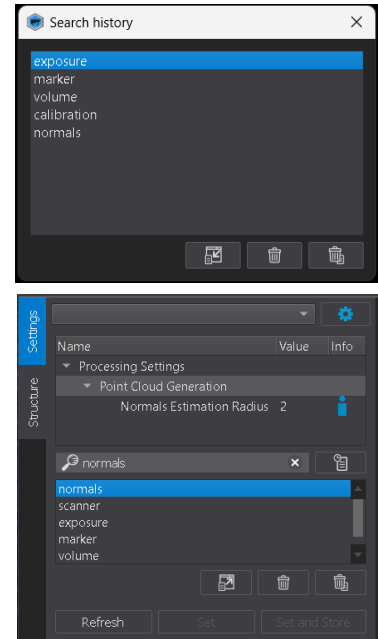 Search history
exposure
marker
volume
calibration
normals
Settings
Structure
Name Value Info
Processing Settings
Point Cloud Generation
Normals Estimation Radius 2
normals
normals
scanner
exposure
marker
volume
Refresh Set Set and Store